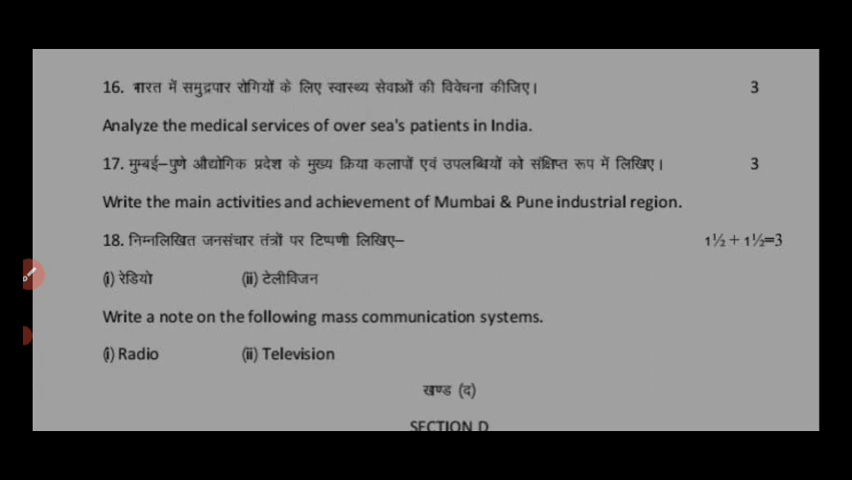 16. भारत में समुद्रपार रोगियों के लिए स्वास्थ्य सेवाओं की विवेचना कीजिए। 3
Analyze the medical services of over sea's patients in India.
17. मुम्बई–पुणे औद्योगिक प्रदेश के मुख्य क्रिया कलापों एवं उपलब्धियों को संक्षिप्त रूप में लिखिए। 3
Write the main activities and achievement of Mumbai & Pune industrial region.
18. निम्नलिखित जनसंचार तंत्रों पर टिप्पणी लिखिए– 1½ + 1½=3
(i) रेडियो (ii) टेलीविजन
Write a note on the following mass communication systems.
(i) Radio (ii) Television
खण्ड (द)
SECTION D